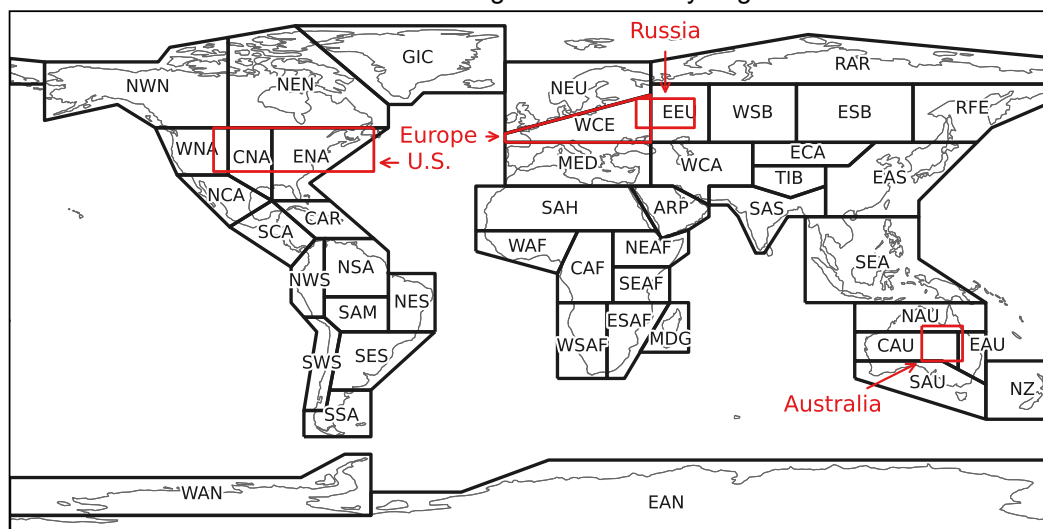 Russia
GIC
RAR
NWN
NEN
NEU
RFE
EEU
WSB
ESB
WCE
Europe
WNA
CNA
ENA
U.S.
MED
WCA
ECA
TIB
EAS
NCA
SAH
ARP
SAS
CAR
SCA
WAF
NEAF
CAF
SEA
NWS
NSA
SEAF
NES
SAM
NAU
ESAF
MDG
WSAF
CAU
EAU
SWS
SES
SAU
NZ
Australia
SSA
WAN
EAN